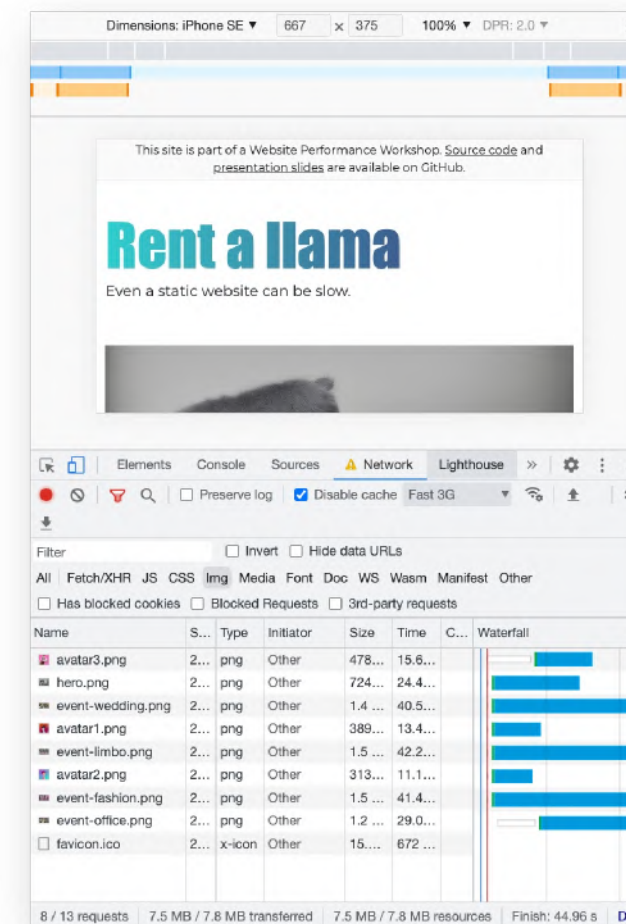 Dimensions: iPhone SE ▼ 667 x 375 100% ▼ DPR: 2.0 ▼
This site is part of a Website Performance Workshop. Source code and
presentation slides are available on GitHub.
Rent a llama
Even a static website can be slow.
Elements Console Sources Network Lighthouse »
Preserve log Disable cache Fast 3G ▼
Filter Invert Hide data URLs
All Fetch/XHR JS CSS Img Media Font Doc WS Wasm Manifest Other
Has blocked cookies Blocked Requests 3rd-party requests
Name S... Type Initiator Size Time C... Waterfall
avatar3.png 2... png Other 478... 15.6...
hero.png 2... png Other 724... 24.4...
event-wedding.png 2... png Other 1.4 ... 40.5...
avatar1.png 2... png Other 389... 13.4...
event-limbo.png 2... png Other 1.5 ... 42.2...
avatar2.png 2... png Other 313... 11.1...
event-fashion.png 2... png Other 1.5 ... 41.4...
event-office.png 2... png Other 1.2 ... 29.0...
favicon.ico 2... x-icon Other 15.... 672 ...
8 / 13 requests 7.5 MB / 7.8 MB transferred 7.5 MB / 7.8 MB resources Finish: 44.96 s